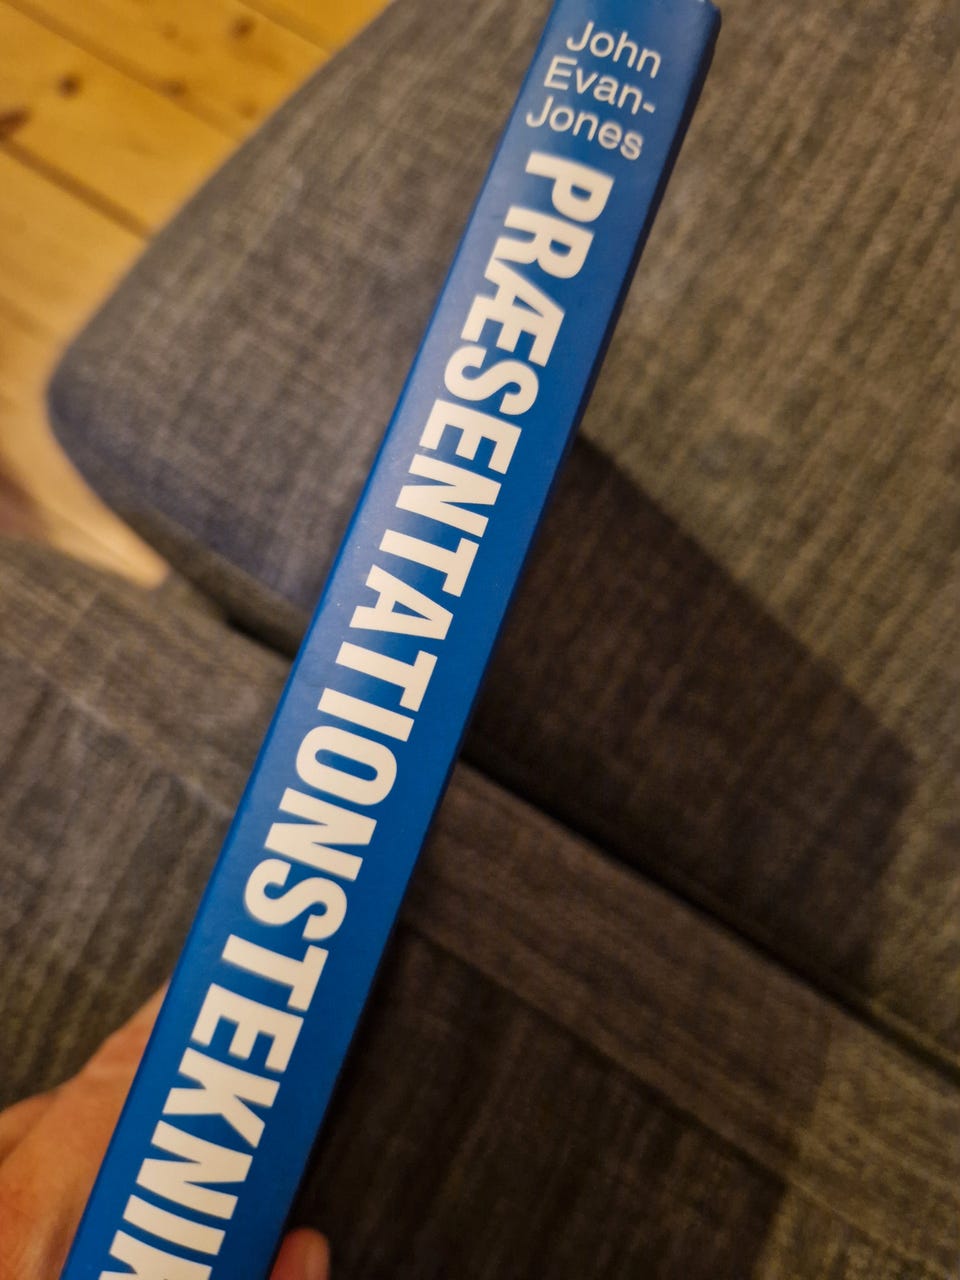 John
Evan-
Jones
PRÆSENTATIONSTEKNIK